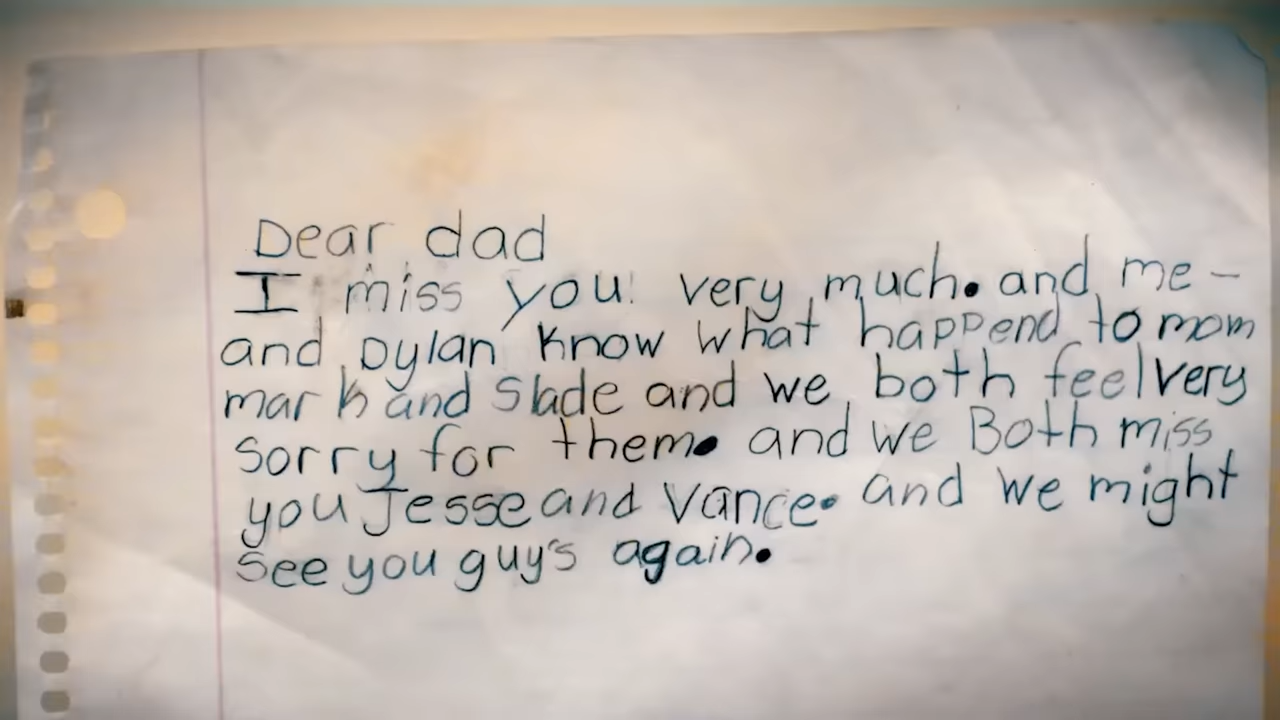 Dear dad
I miss you! very much. and me -
and Dylan know what happend to mom
mark and Slade and we both feel very
sorry for them. and we Both miss
you Jesse and Vance. and we might
see you guy's again.